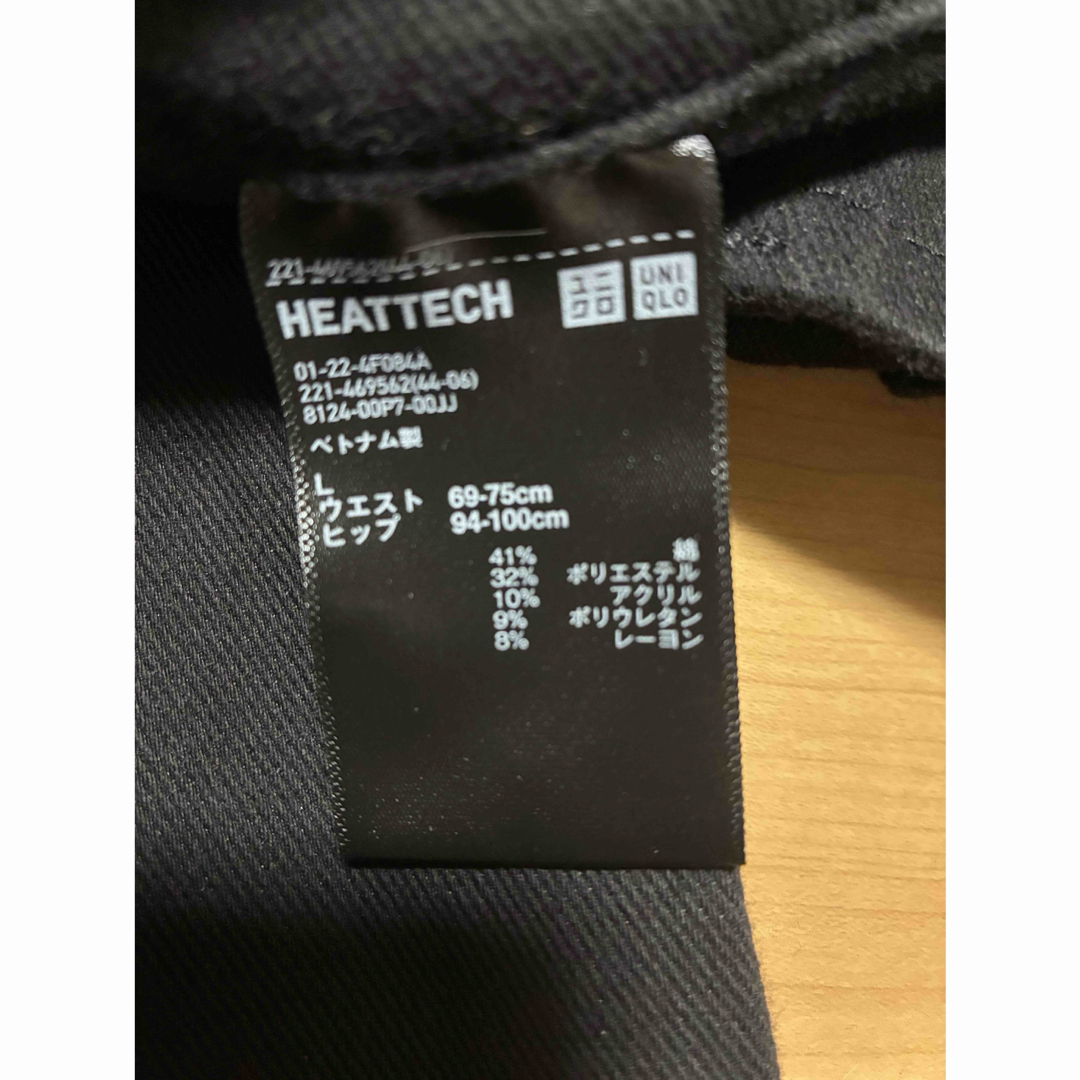 HEATTECH
ユニクロ
UNIQLO
01-22-4F084A
221-469562(44-06)
8124-00P7-00JJ
ベトナム製
L
ウエスト 69-75cm
ヒップ 94-100cm
41% 綿
32% ポリエステル
10% アクリル
9% ポリウレタン
8% レーヨン